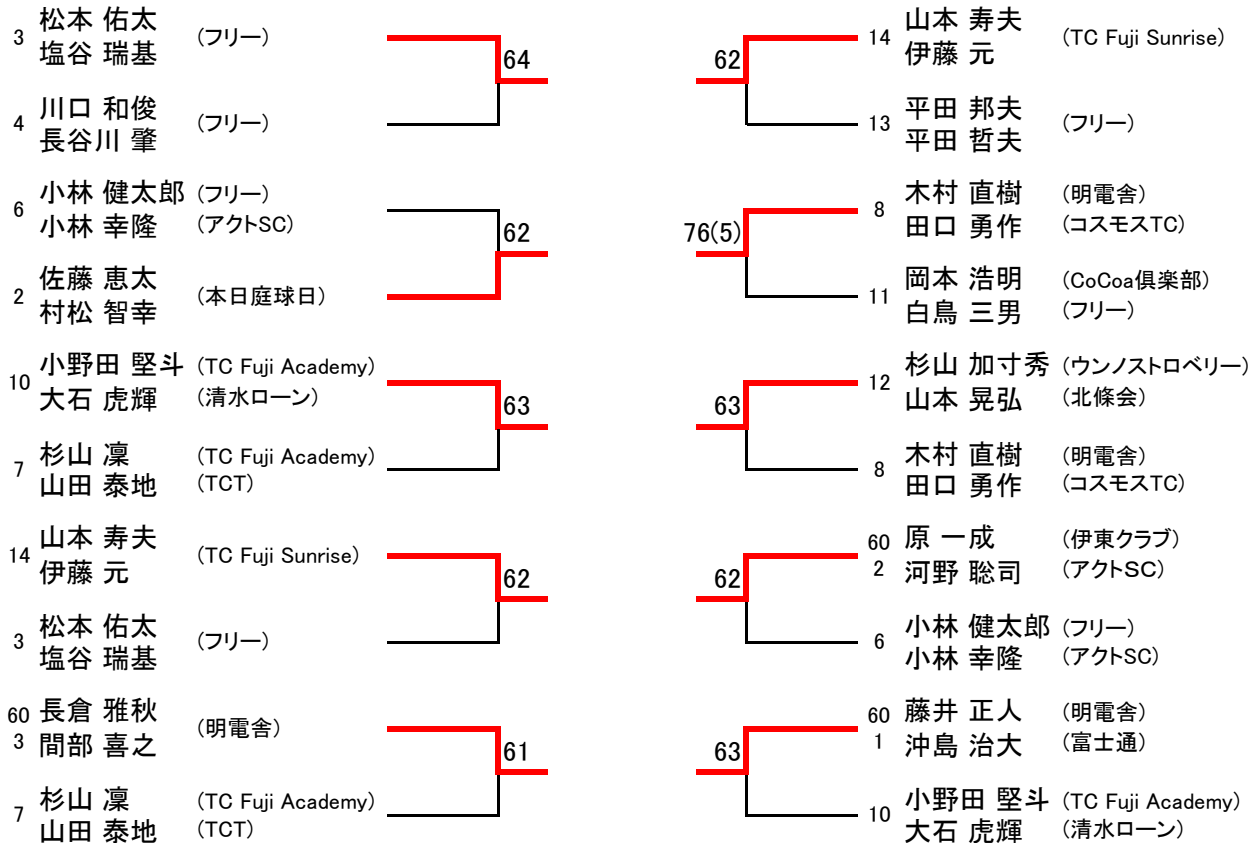 3 松本 佑太 (フリー)
塩谷 瑞基
64
4 川口 和俊 (フリー)
長谷川 肇
6 小林 健太郎 (フリー)
小林 幸隆 (アクトSC)
62
2 佐藤 恵太 (本日庭球日)
村松 智幸
10 小野田 堅斗 (TC Fuji Academy)
大石 虎輝 (清水ローン)
63
7 杉山 凜 (TC Fuji Academy)
山田 泰地 (TCT)
14 山本 寿夫 (TC Fuji Sunrise)
伊藤 元
62
3 松本 佑太 (フリー)
塩谷 瑞基
60 長倉 雅秋 (明電舎)
3 間部 喜之
61
7 杉山 凜 (TC Fuji Academy)
山田 泰地 (TCT)
14 山本 寿夫 (TC Fuji Sunrise)
伊藤 元
62
13 平田 邦夫 (フリー)
平田 哲夫
8 木村 直樹 (明電舎)
田口 勇作 (コスモスTC)
76(5)
11 岡本 浩明 (CoCoa倶楽部)
白鳥 三男 (フリー)
12 杉山 加寸秀 (ウンノストロベリー)
山本 晃弘 (北條会)
63
8 木村 直樹 (明電舎)
田口 勇作 (コスモスTC)
60 原 一成 (伊東クラブ)
2 河野 聡司 (アクトSC)
62
6 小林 健太郎 (フリー)
小林 幸隆 (アクトSC)
60 藤井 正人 (明電舎)
1 沖島 治大 (富士通)
63
10 小野田 堅斗 (TC Fuji Academy)
大石 虎輝 (清水ローン)